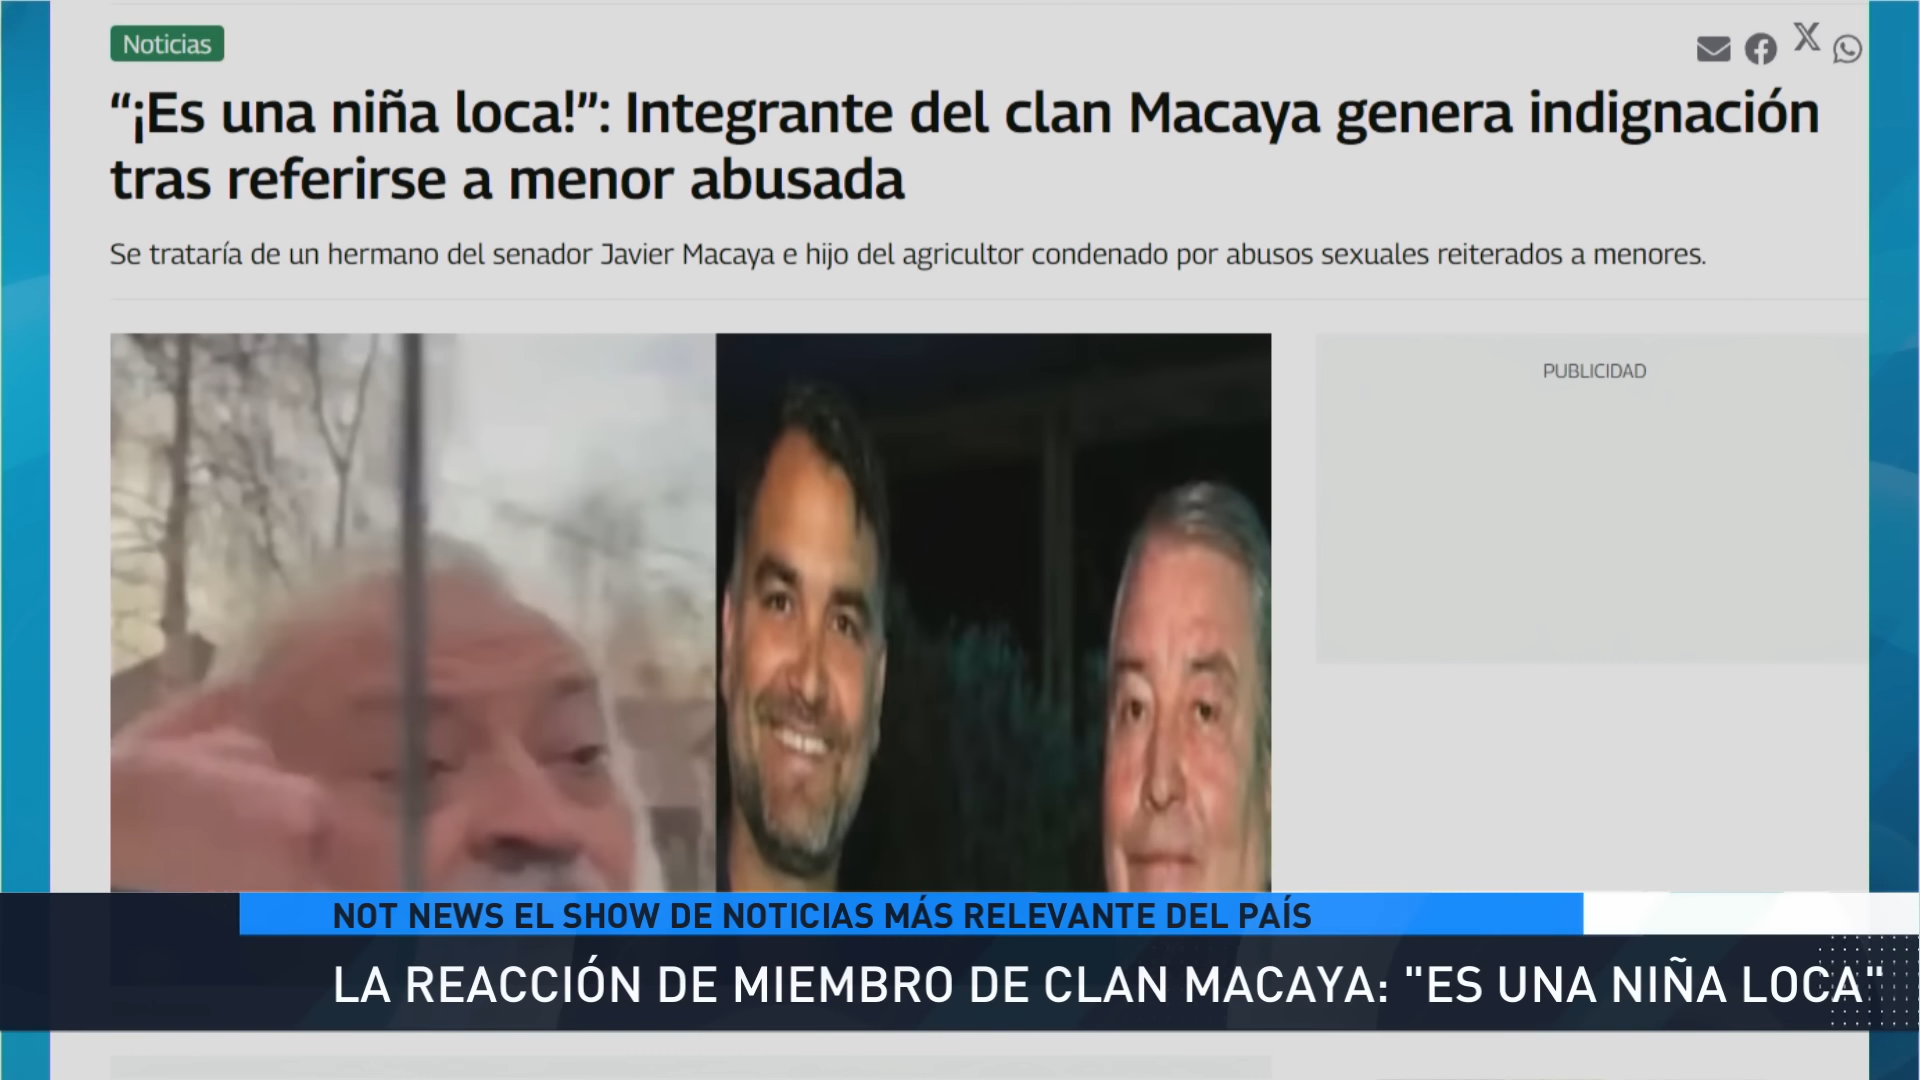 Noticias
“¡Es una niña loca!”: Integrante del clan Macaya genera indignación
tras referirse a menor abusada
Se trataría de un hermano del senador Javier Macaya e hijo del agricultor condenado por abusos sexuales reiterados a menores.
PUBLICIDAD
NOT NEWS EL SHOW DE NOTICIAS MÁS RELEVANTE DEL PAÍS
LA REACCIÓN DE MIEMBRO DE CLAN MACAYA: "ES UNA NIÑA LOCA"